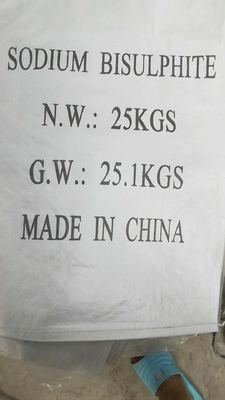 SODIUM BISULPHITE
N.W.: 25KGS
G.W.: 25.1KGS
MADE IN CHINA